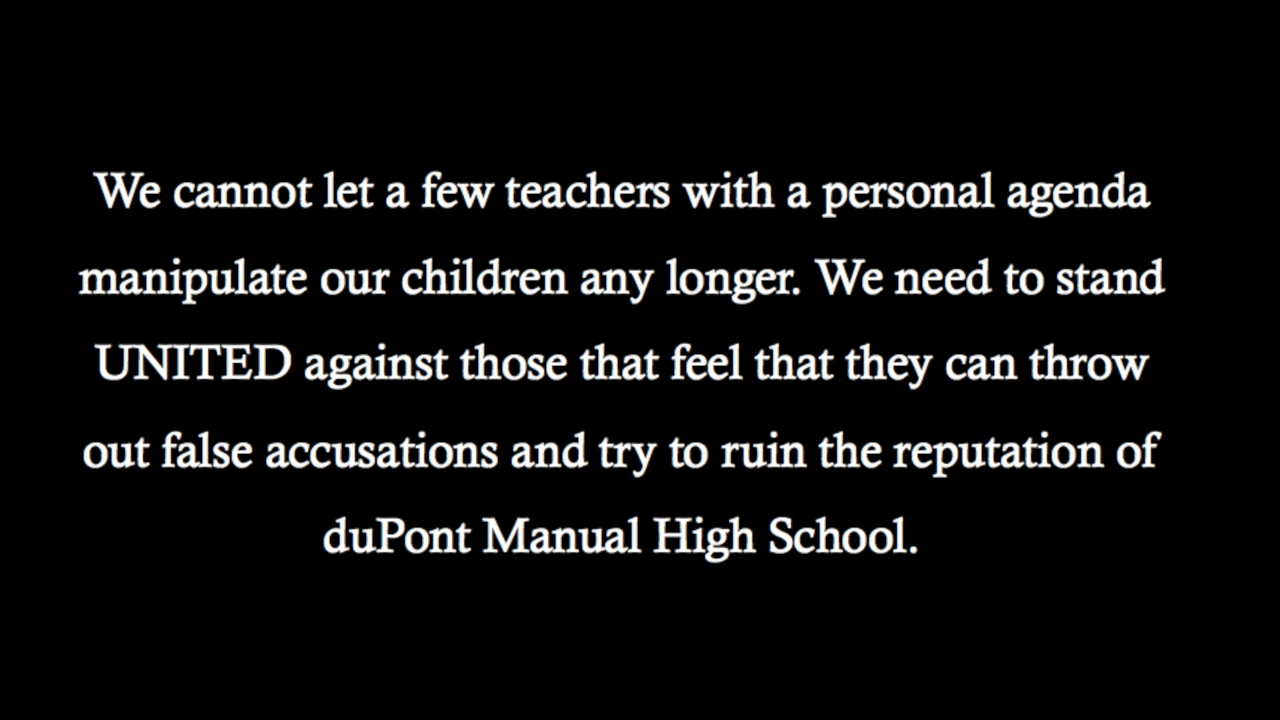 We cannot let a few teachers with a personal agenda
manipulate our children any longer. We need to stand
UNITED against those that feel that they can throw
out false accusations and try to ruin the reputation of
duPont Manual High School.